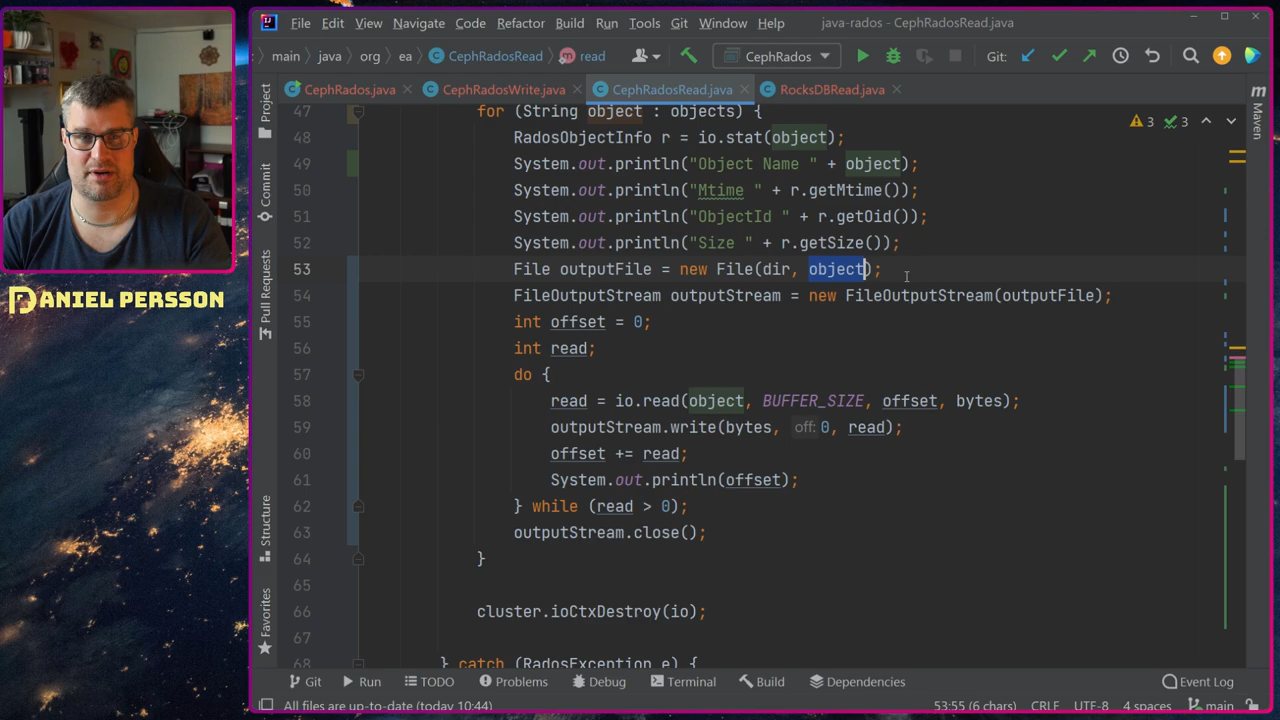 File Edit View Navigate Code Refactor Build Run Tools Git Window Help java-rados - CephRadosRead.java
main java org ea CephRadosRead read CephRados Git:
CephRados.java CephRadosWrite.java CephRadosRead.java RocksDBRead.java
Project
Commit
Pull Requests
Structure
Favorites
Maven
3 3
47 for (String object : objects) {
48 RadosObjectInfo r = io.stat(object);
49 System.out.println("Object Name " + object);
50 System.out.println("Mtime " + r.getMtime());
51 System.out.println("ObjectId " + r.getOid());
52 System.out.println("Size " + r.getSize());
53 File outputFile = new File(dir, object);
54 FileOutputStream outputStream = new FileOutputStream(outputFile);
55 int offset = 0;
56 int read;
57 do {
58 read = io.read(object, BUFFER_SIZE, offset, bytes);
59 outputStream.write(bytes, off: 0, read);
60 offset += read;
61 System.out.println(offset);
62 } while (read > 0);
63 outputStream.close();
64 }
65
66 cluster.ioCtxDestroy(io);
67
68 } catch (RadosException e) {
DANIEL PERSSON
Git Run TODO Problems Debug Terminal Build Dependencies Event Log
All files are up-to-date (today 10:44) 53:55 (6 chars) CRLF UTF-8 4 spaces main